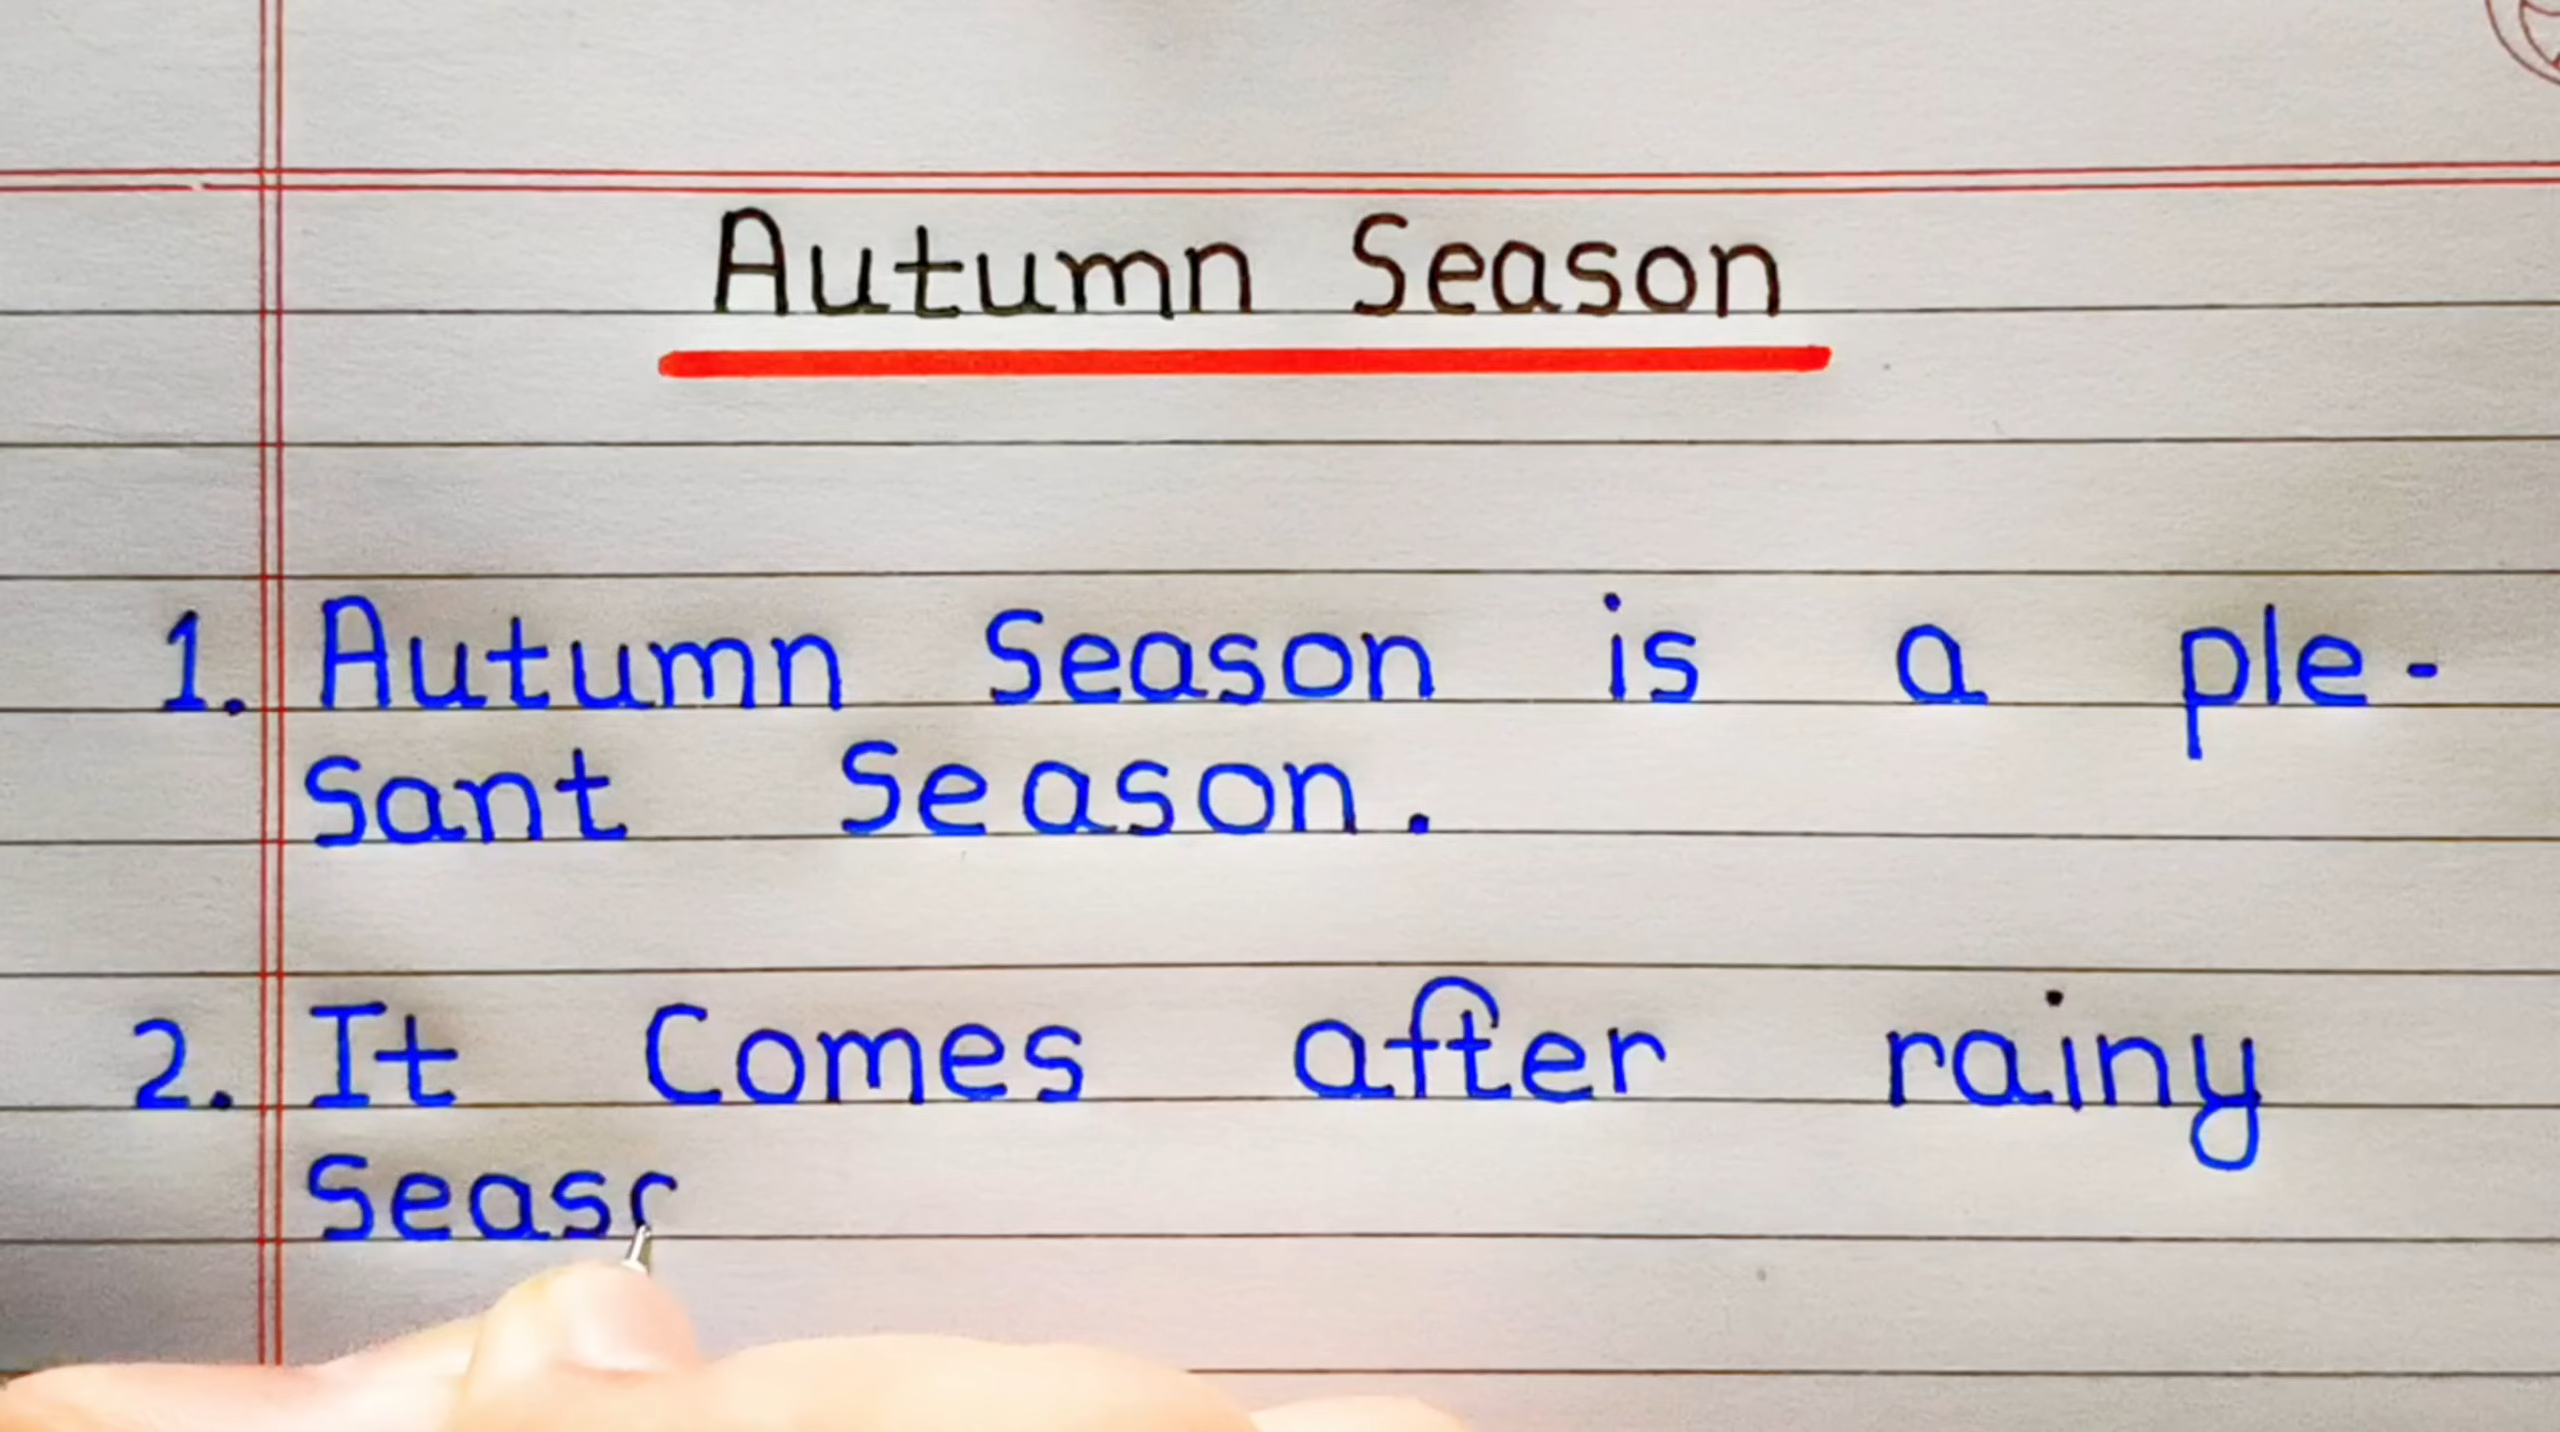 Autumn Season
1. Autumn Season is a ple-
sant Season.
2. It Comes after rainy